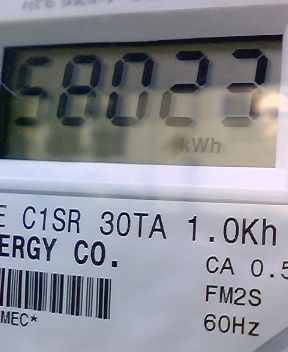 58023
kWh
E C1SR 30TA 1.0Kh
ERGY CO.
CA 0.5
FM2S
MEC*
60Hz